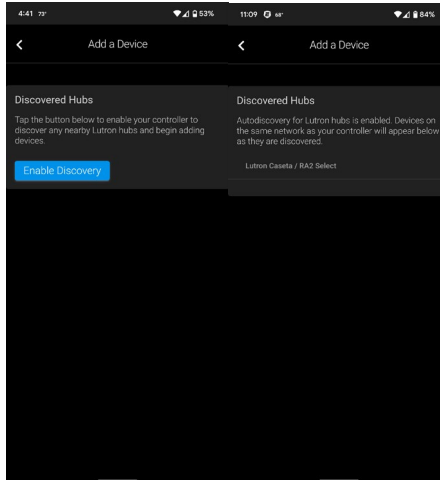 4:41 73° 53%
Add a Device
Discovered Hubs
Tap the button below to enable your controller to
discover any nearby Lutron hubs and begin adding
devices.
Enable Discovery
11:09 68° 84%
Add a Device
Discovered Hubs
Autodiscovery for Lutron hubs is enabled. Devices on
the same network as your controller will appear below
as they are discovered.
Lutron Caseta / RA2 Select